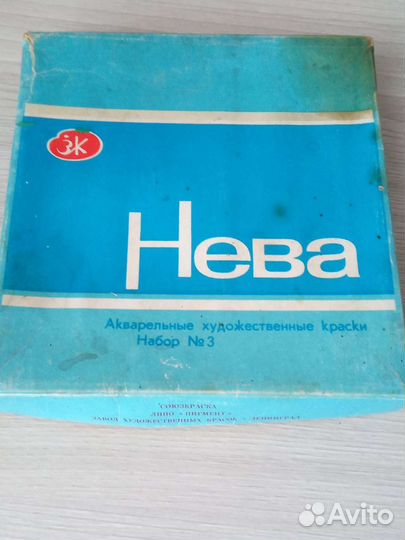 ЗК
Нева
Акварельные художественные краски
Набор №3
СОЮЗКРАСКА
ЛНПО «ПИГМЕНТ»
ЗАВОД ХУДОЖЕСТВЕННЫХ КРАСОК • ЛЕНИНГРАД
Avito